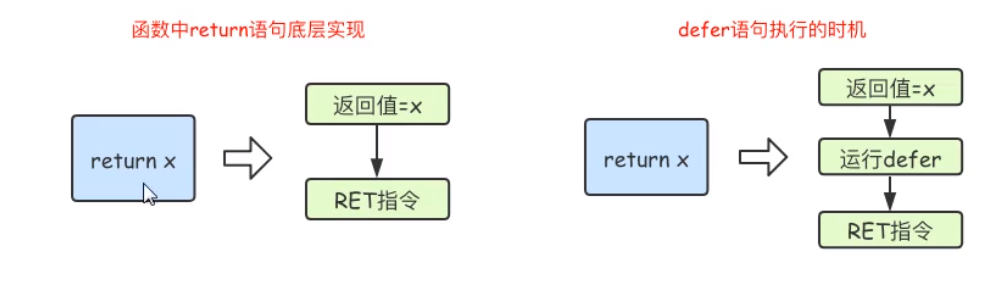 函数中return语句底层实现
返回值=x
return x
RET指令
defer语句执行的时机
返回值=x
return x
运行defer
RET指令